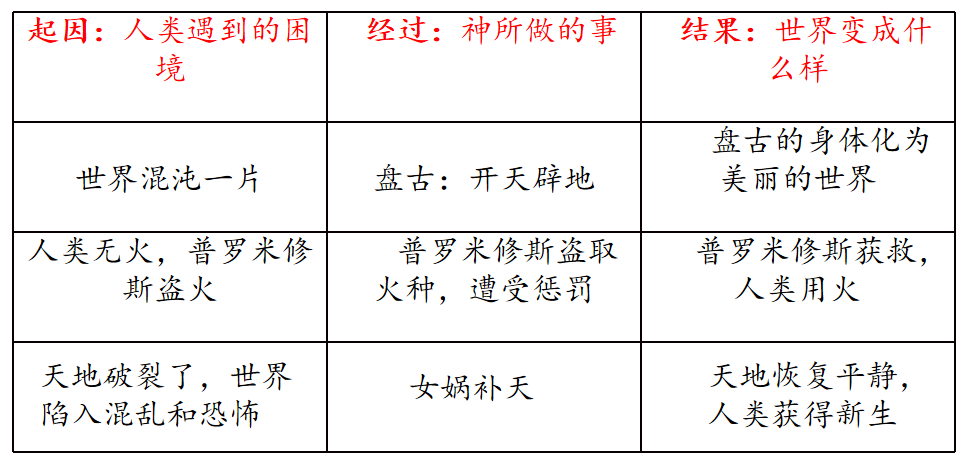 起因：人类遇到的困
境
经过：神所做的事
结果：世界变成什
么样
世界混沌一片
盘古：开天辟地
盘古的身体化为
美丽的世界
人类无火，普罗米修
斯盗火
普罗米修斯盗取
火种，遭受惩罚
普罗米修斯获救，
人类用火
天地破裂了，世界
陷入混乱和恐怖
女娲补天
天地恢复平静，
人类获得新生